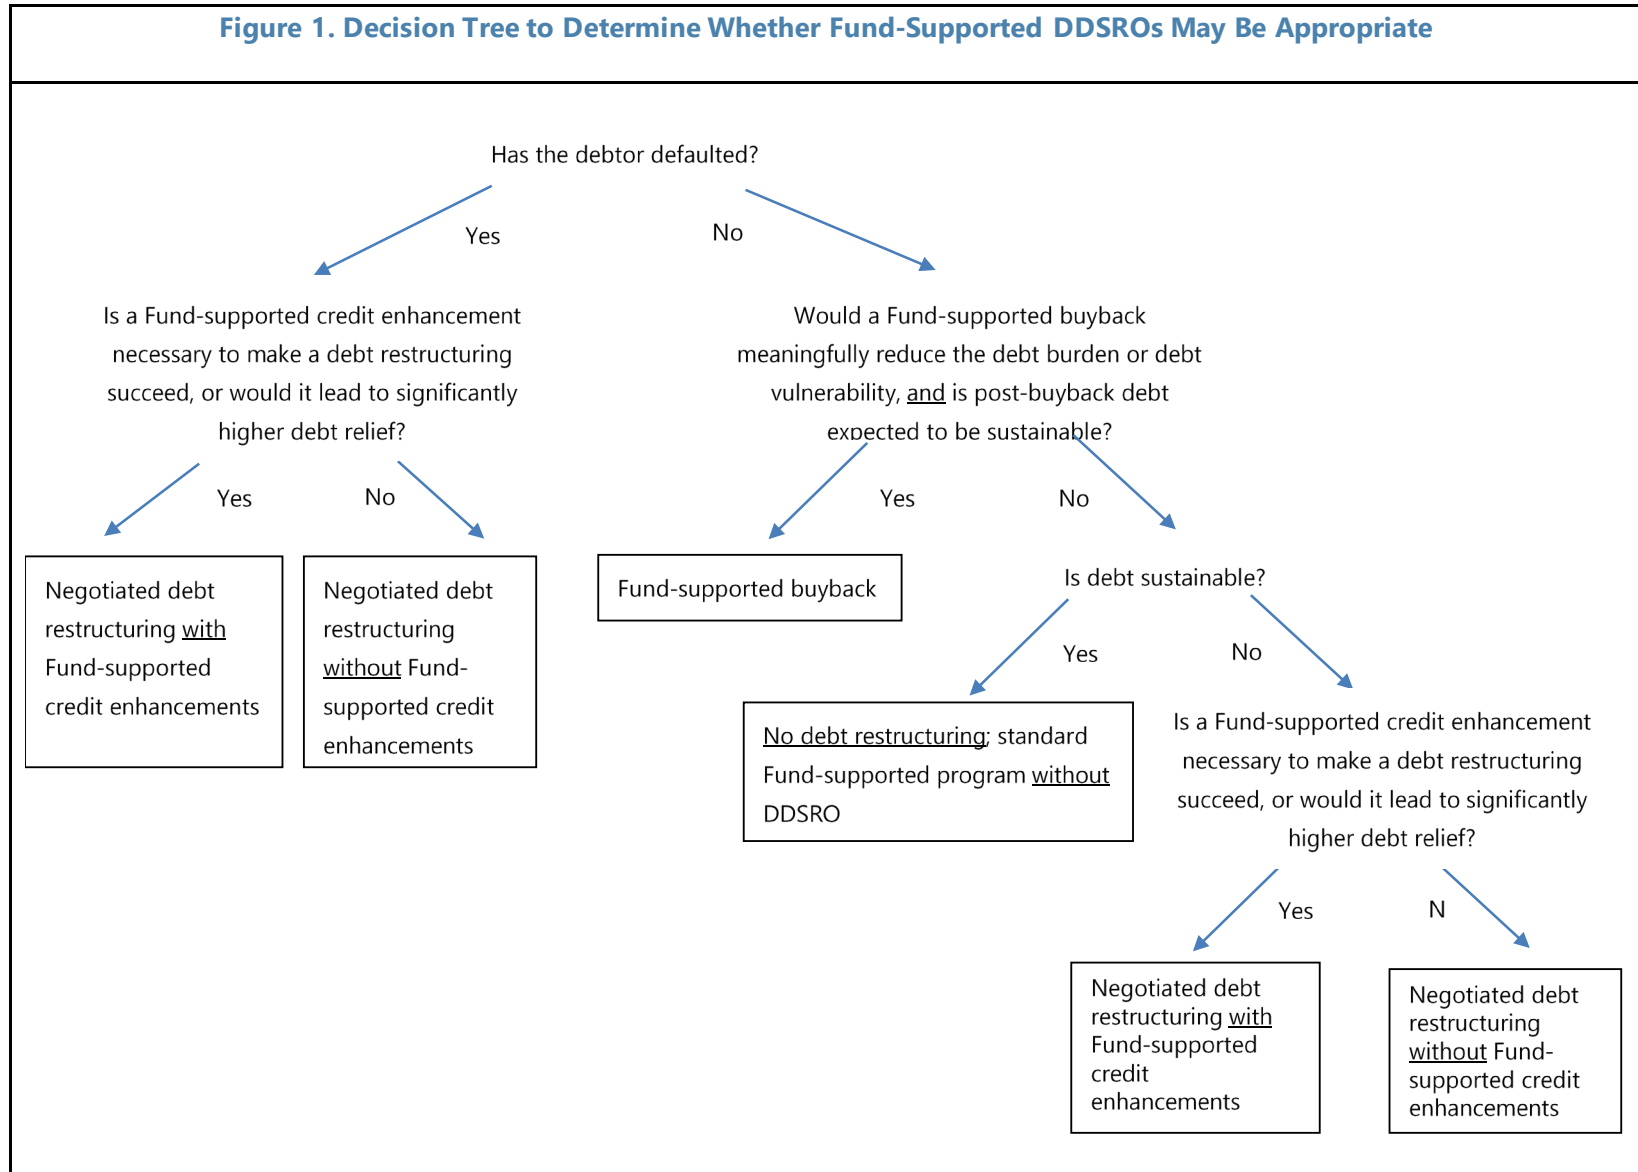 Figure 1. Decision Tree to Determine Whether Fund-Supported DDSROs May Be Appropriate
Has the debtor defaulted?
Yes
No
Is a Fund-supported credit enhancement
necessary to make a debt restructuring
succeed, or would it lead to significantly
higher debt relief?
Would a Fund-supported buyback
meaningfully reduce the debt burden or debt
vulnerability, and is post-buyback debt
expected to be sustainable?
Yes
No
Yes
No
Negotiated debt
restructuring with
Fund-supported
credit enhancements
Negotiated debt
restructuring
without Fund-
supported credit
enhancements
Fund-supported buyback
Is debt sustainable?
Yes
No
No debt restructuring; standard
Fund-supported program without
DDSRO
Is a Fund-supported credit enhancement
necessary to make a debt restructuring
succeed, or would it lead to significantly
higher debt relief?
Yes
N
Negotiated debt
restructuring with
Fund-supported
credit
enhancements
Negotiated debt
restructuring
without Fund-
supported credit
enhancements